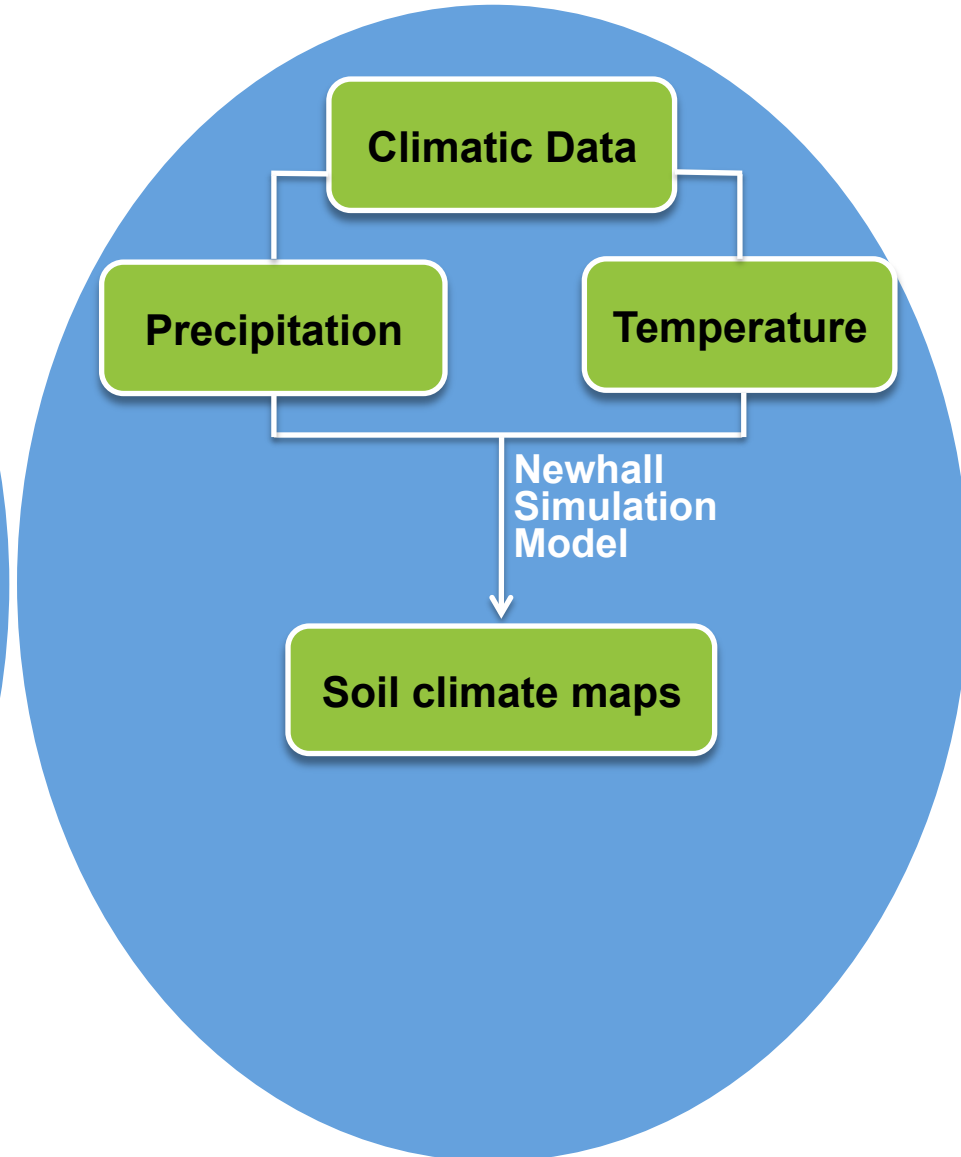 Climatic Data
Precipitation
Temperature
Newhall
Simulation
Model
Soil climate maps